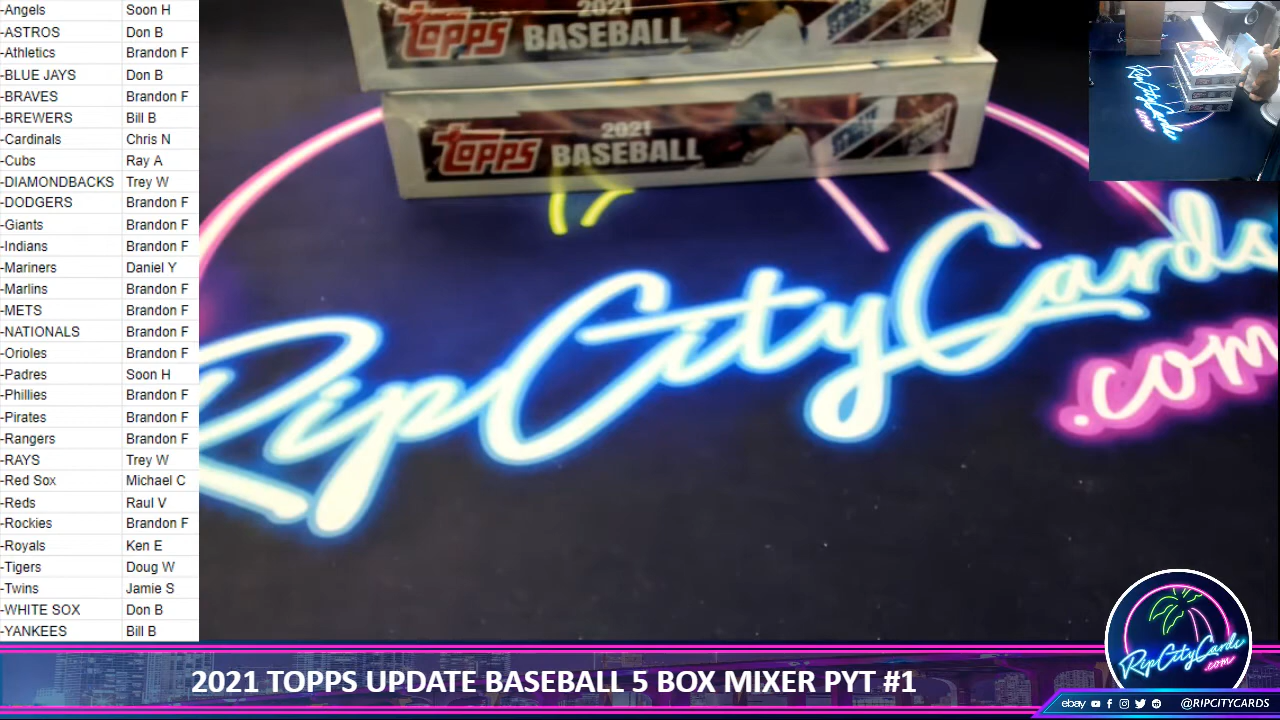 -Angels Soon H
-ASTROS Don B
-Athletics Brandon F
-BLUE JAYS Don B
-BRAVES Brandon F
-BREWERS Bill B
-Cardinals Chris N
-Cubs Ray A
-DIAMONDBACKS Trey W
-DODGERS Brandon F
-Giants Brandon F
-Indians Brandon F
-Mariners Daniel Y
-Marlins Brandon F
-METS Brandon F
-NATIONALS Brandon F
-Orioles Brandon F
-Padres Soon H
-Phillies Brandon F
-Pirates Brandon F
-Rangers Brandon F
-RAYS Trey W
-Red Sox Michael C
-Reds Raul V
-Rockies Brandon F
-Royals Ken E
-Tigers Doug W
-Twins Jamie S
-WHITE SOX Don B
-YANKEES Bill B
topps 2021 BASEBALL
topps 2021 BASEBALL
RipCityCards
.com
RipCityCards
.com
RipCityCards
.com
2021 TOPPS UPDATE BASEBALL 5 BOX MIXER PYT #1
ebay @RIPCITYCARDS